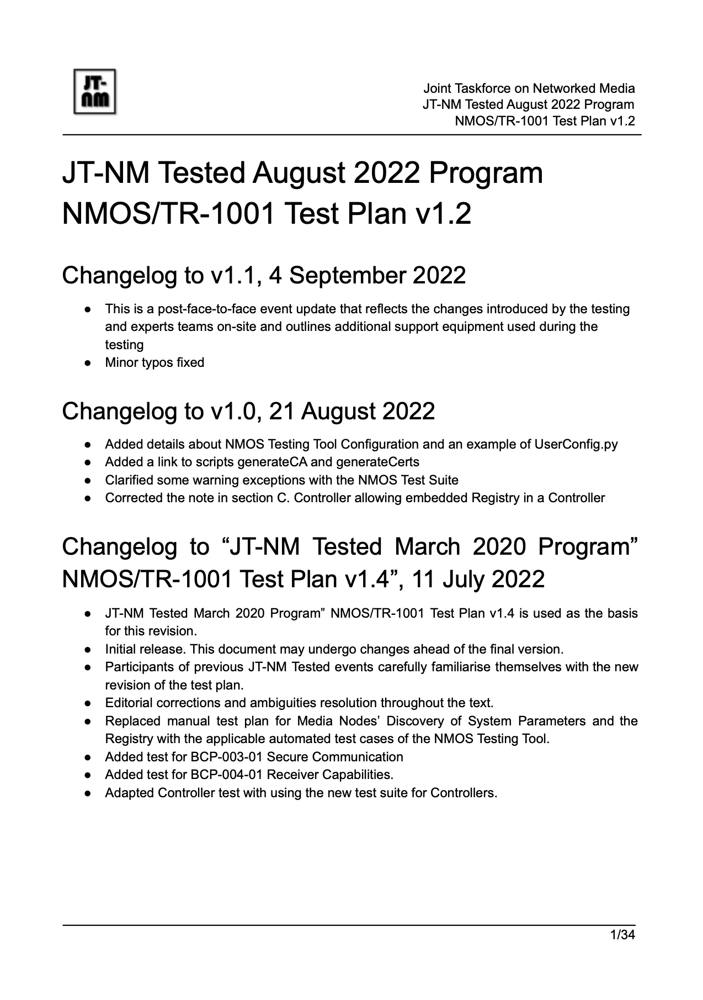 JT-
nm
Joint Taskforce on Networked Media
JT-NM Tested August 2022 Program
NMOS/TR-1001 Test Plan v1.2
JT-NM Tested August 2022 Program
NMOS/TR-1001 Test Plan v1.2
Changelog to v1.1, 4 September 2022
● This is a post-face-to-face event update that reflects the changes introduced by the testing
and experts teams on-site and outlines additional support equipment used during the
testing
● Minor typos fixed
Changelog to v1.0, 21 August 2022
● Added details about NMOS Testing Tool Configuration and an example of UserConfig.py
● Added a link to scripts generateCA and generateCerts
● Clarified some warning exceptions with the NMOS Test Suite
● Corrected the note in section C. Controller allowing embedded Registry in a Controller
Changelog to “JT-NM Tested March 2020 Program”
NMOS/TR-1001 Test Plan v1.4”, 11 July 2022
● JT-NM Tested March 2020 Program” NMOS/TR-1001 Test Plan v1.4 is used as the basis
for this revision.
● Initial release. This document may undergo changes ahead of the final version.
● Participants of previous JT-NM Tested events carefully familiarise themselves with the new
revision of the test plan.
● Editorial corrections and ambiguities resolution throughout the text.
● Replaced manual test plan for Media Nodes’ Discovery of System Parameters and the
Registry with the applicable automated test cases of the NMOS Testing Tool.
● Added test for BCP-003-01 Secure Communication
● Added test for BCP-004-01 Receiver Capabilities.
● Adapted Controller test with using the new test suite for Controllers.
1/34